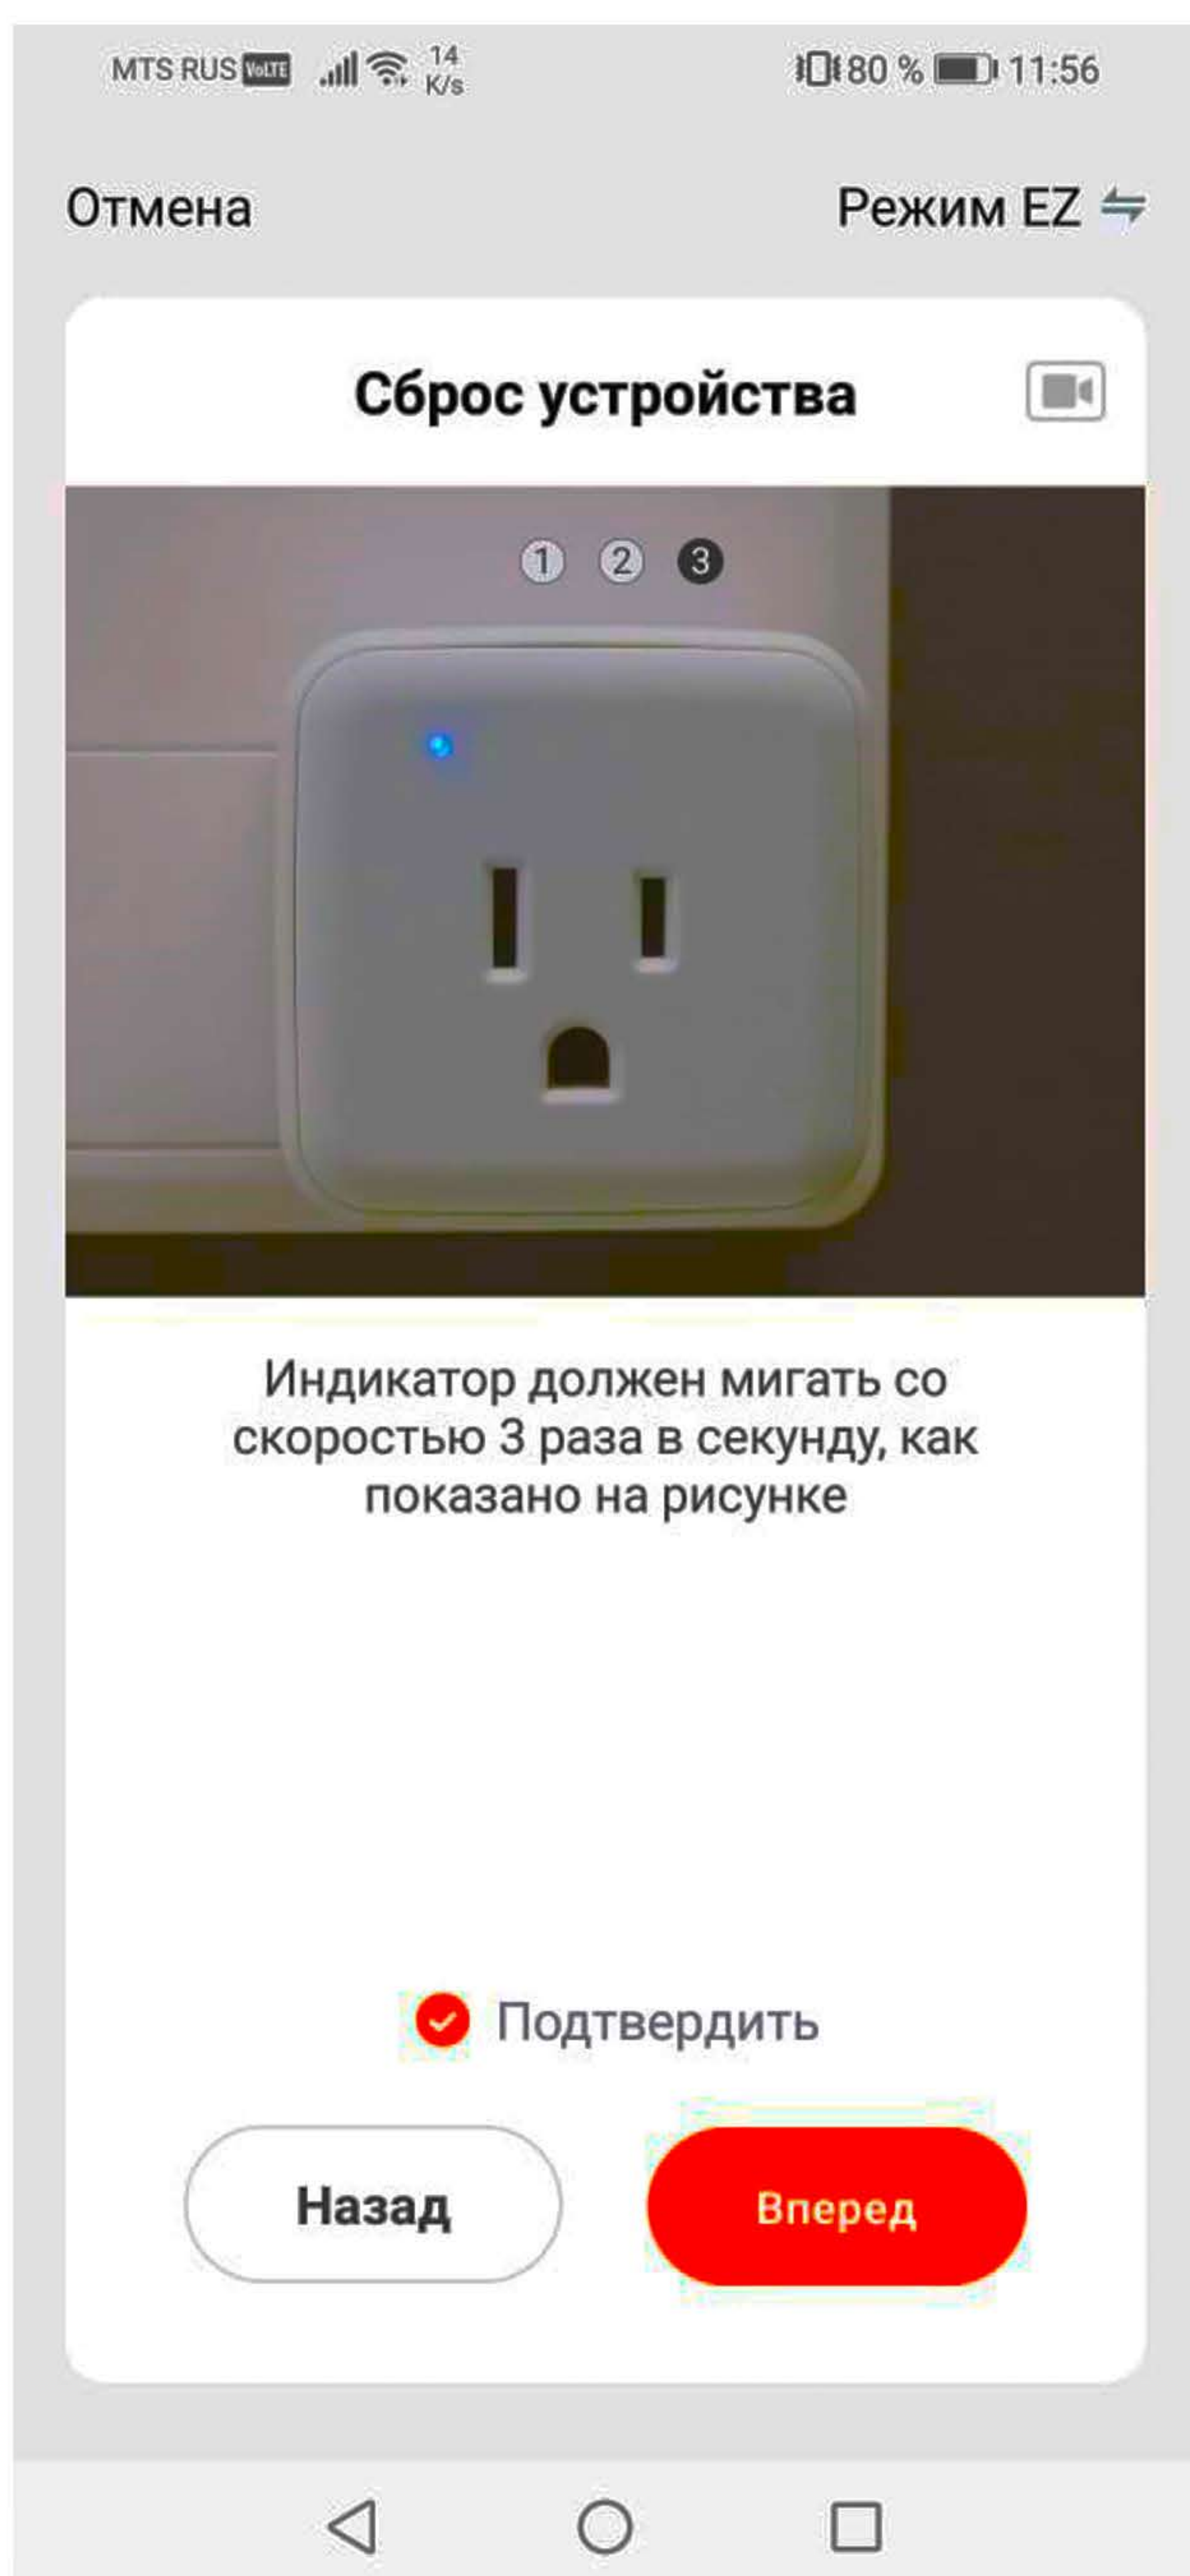 MTS RUS VoLTE 14 K/s 80 % 11:56
Отмена Режим EZ
Сброс устройства
1 2 3
Индикатор должен мигать со
скоростью 3 раза в секунду, как
показано на рисунке
Подтвердить
Назад Вперед